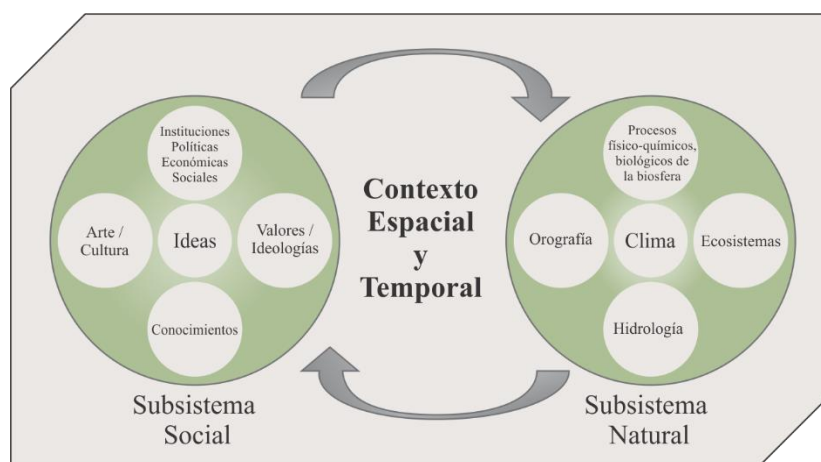 Instituciones
Políticas
Económicas
Sociales
Arte /
Cultura
Ideas
Valores /
Ideologías
Conocimientos
Subsistema
Social
Contexto
Espacial
y
Temporal
Procesos
físico-químicos,
biológicos de
la biosfera
Orografía
Clima
Ecosistemas
Hidrología
Subsistema
Natural